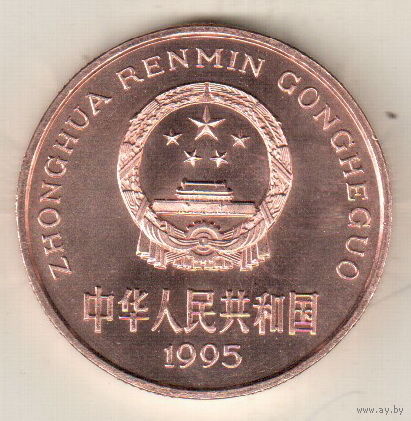 ZHONGHUA RENMIN GONGHEGUO
中华人民共和国
1995
www.ay.by